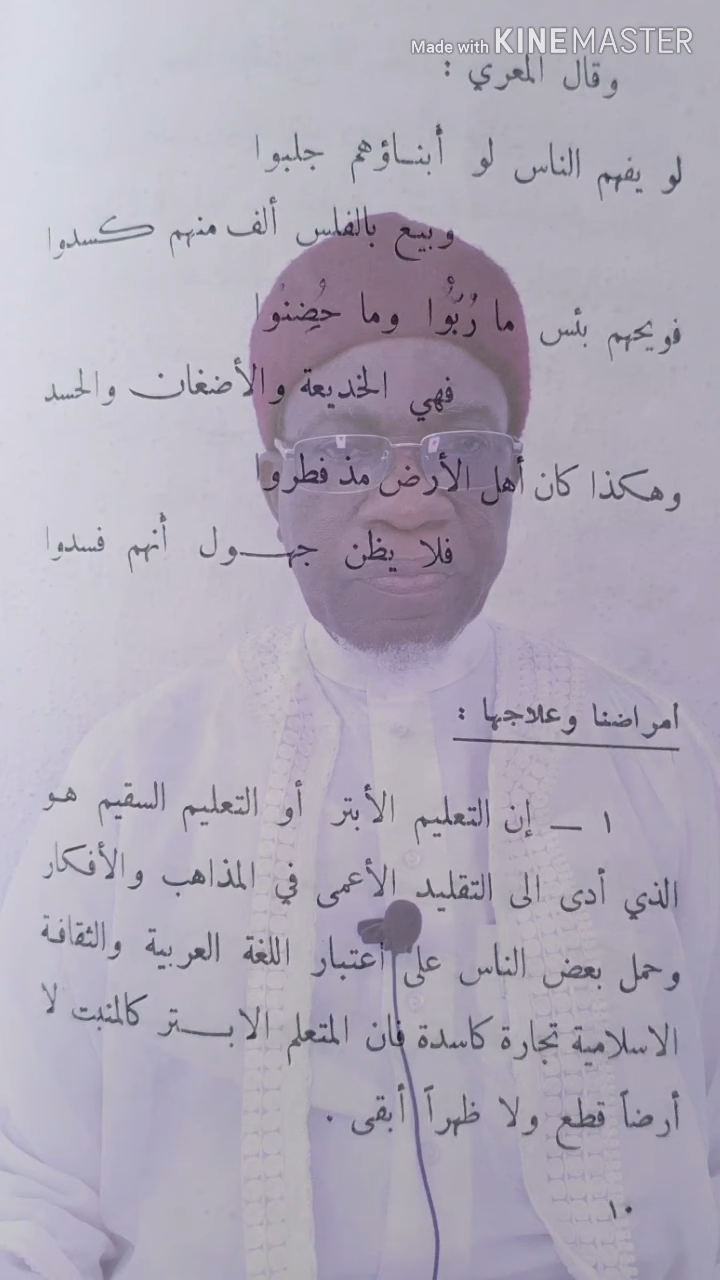 Made with KINEMASTER
وقال المعري :
لو يفهم الناس لو أبنـاؤهم جلبوا
وبيع بالفلس ألف منهم كسدوا
فويحهم بئس ما رُبُّوا وما حُضِنُوا
فهي الخديعة والأضغان والحسد
وهكذا كان أهل الأرض مذ فطروا
فلا يظن جهـول أنهم فسدوا
امراضنا وعلاجها :
١ — إن التعليم الأبتر أو التعليم السقيم هو
الذي أدى الى التقليد الأعمى في المذاهب والأفكار
وحمل بعض الناس على اعتبار اللغة العربية والثقافة
الاسلامية تجارة كاسدة فان المتعلم الابـتر كالمنبت لا
أرضاً قطع ولا ظهراً أبقى .
١٠